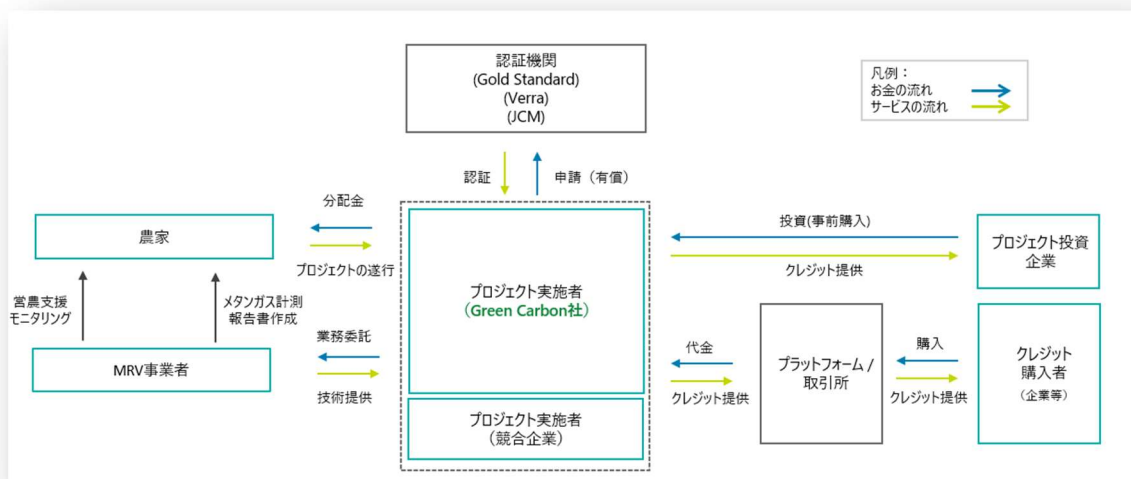 認証機関
(Gold Standard)
(Verra)
(JCM)
凡例：
お金の流れ
サービスの流れ
認証
申請（有償）
分配金
農家
プロジェクトの遂行
営農支援
モニタリング
メタンガス計測
報告書作成
MRV事業者
業務委託
技術提供
プロジェクト実施者
（Green Carbon社）
プロジェクト実施者
（競合企業）
投資(事前購入)
クレジット提供
プロジェクト投資
企業
代金
クレジット提供
プラットフォーム /
取引所
購入
クレジット提供
クレジット
購入者
（企業等）